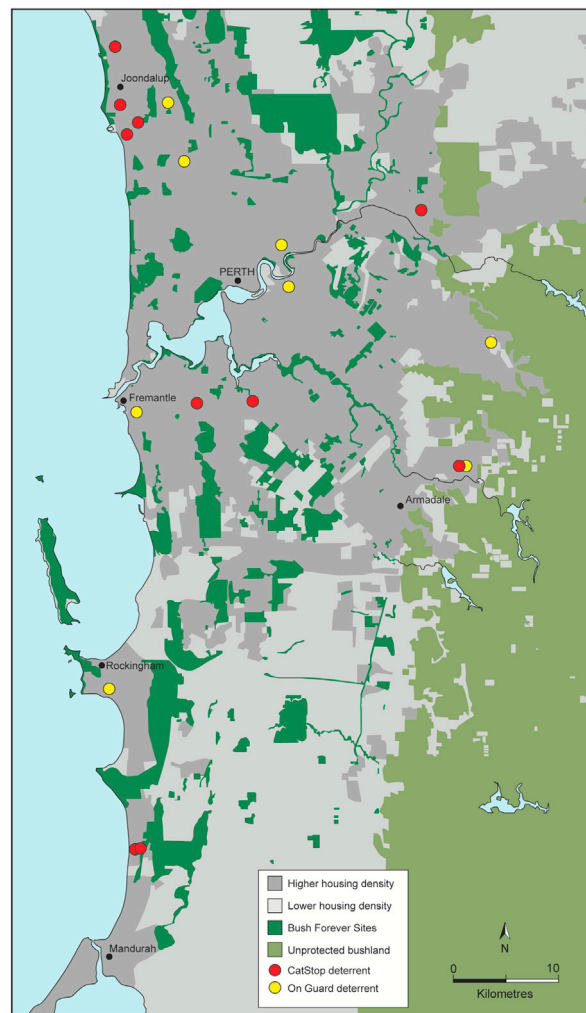 Joondalup
PERTH
Fremantle
Armadale
Rockingham
Mandurah
Higher housing density
Lower housing density
Bush Forever Sites
Unprotected bushland
CatStop deterrent
On Guard deterrent
N
0 10
Kilometres